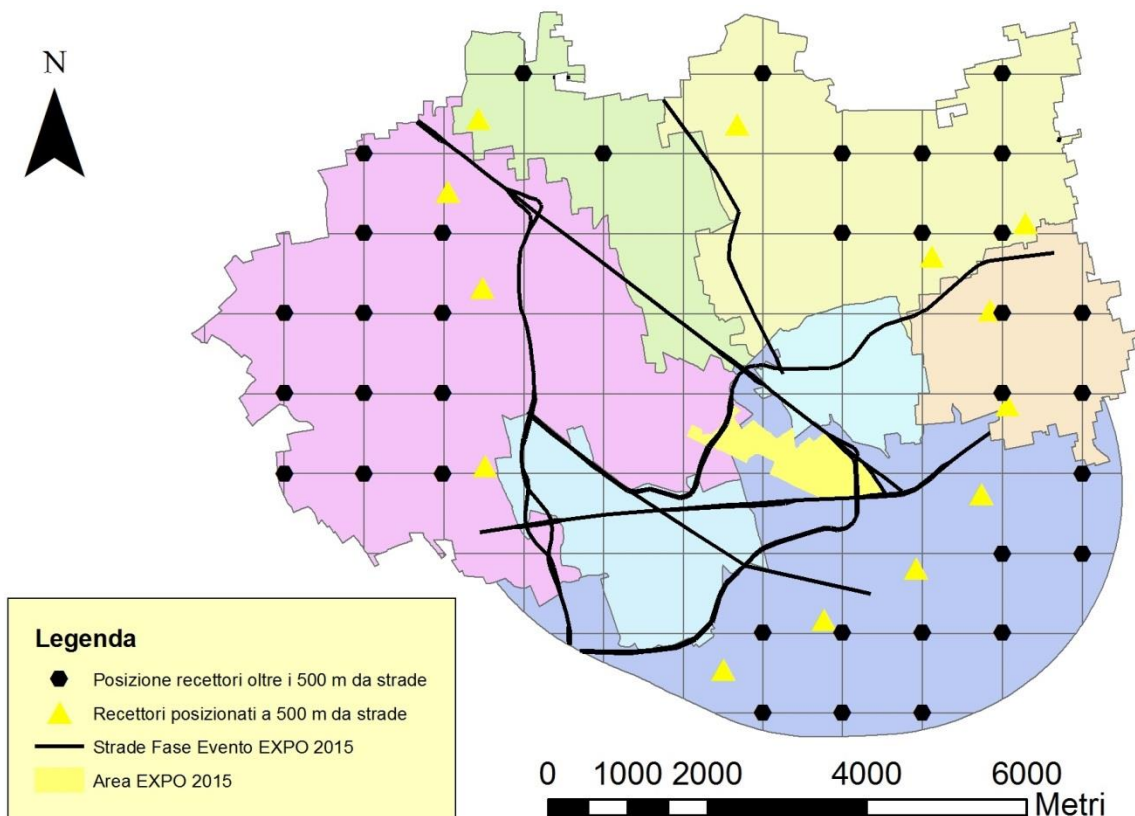 N
Legenda
Posizione recettori oltre i 500 m da strade
Recettori posizionati a 500 m da strade
Strade Fase Evento EXPO 2015
Area EXPO 2015
0 1000 2000 4000 6000
Metri